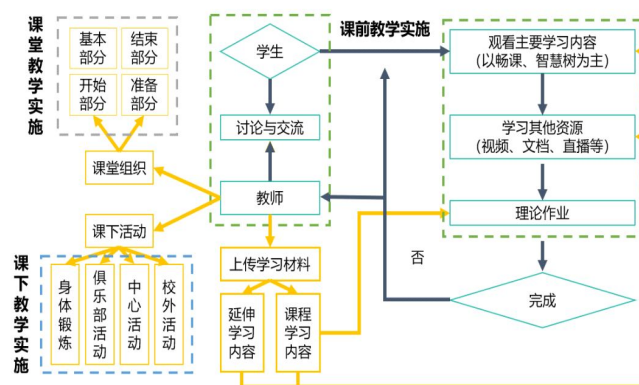 课堂教学实施
基本
部分
结束
部分
开始
部分
准备
部分
课堂组织
课下活动
课下教学实施
身体锻炼
俱乐部活动
中心活动
校外活动
课前教学实施
学生
讨论与交流
教师
上传学习材料
延伸
学习
内容
课程
学习
内容
观看主要学习内容
(以畅课、智慧树为主)
学习其他资源
(视频、文档、直播等)
理论作业
否
完成